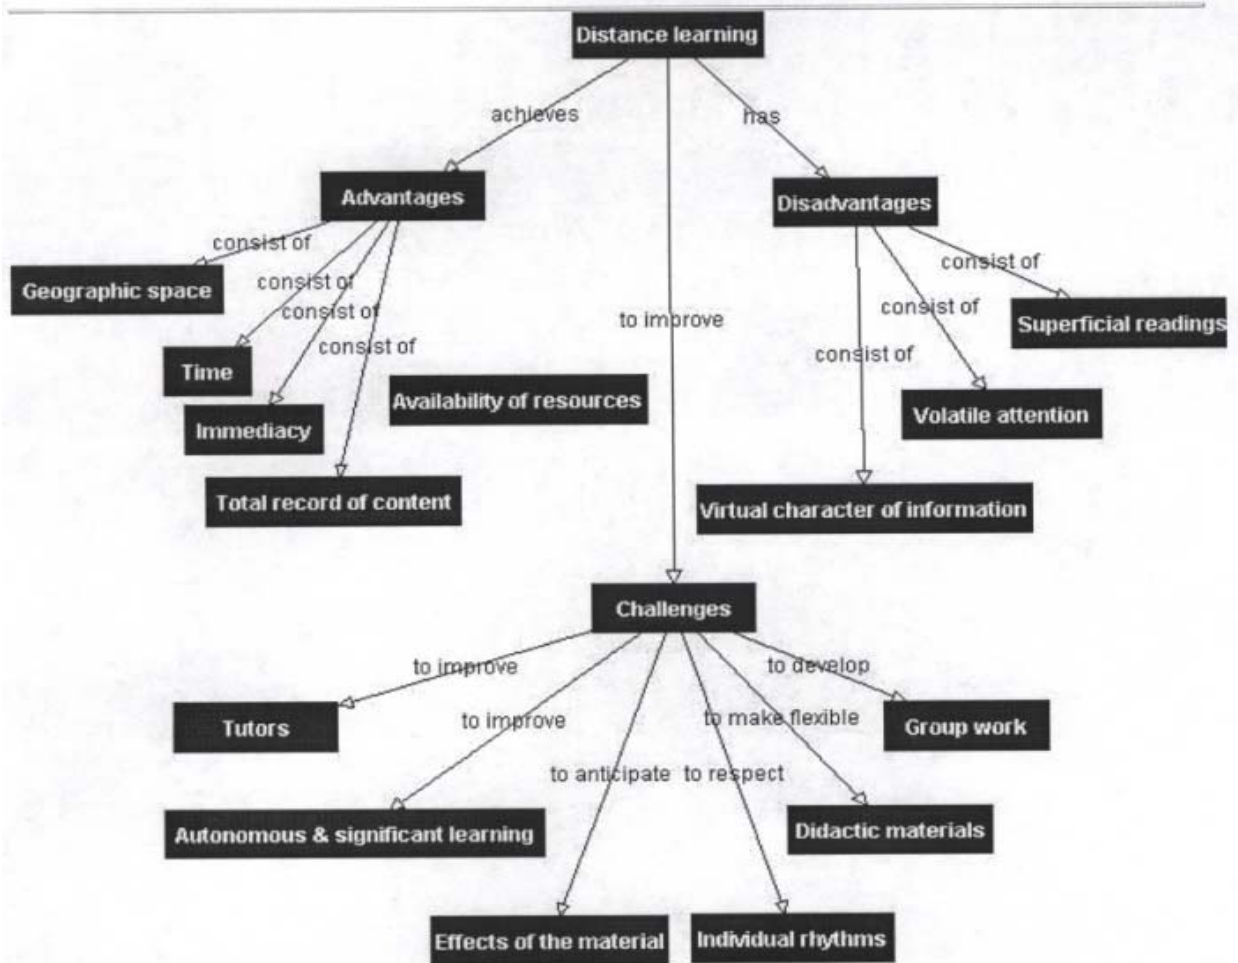 Distance learning
achieves
has
Advantages
Disadvantages
consist of
Geographic space
consist of
consist of
consist of
Time
Immediacy
Availability of resources
Total record of content
to improve
consist of
Superficial readings
consist of
Volatile attention
consist of
Virtual character of information
Challenges
to improve
to develop
Tutors
to improve
to make flexible
Group work
to anticipate
to respect
Autonomous & significant learning
Didactic materials
Effects of the material
Individual rhythms